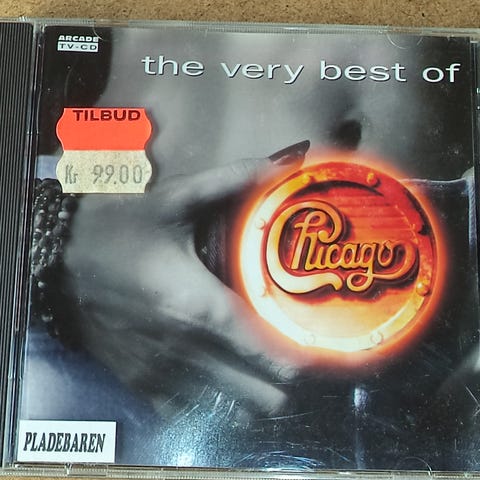 ARCADE
TV-CD
the very best of
TILBUD
Kr 99.00
Chicago
PLADEBAREN